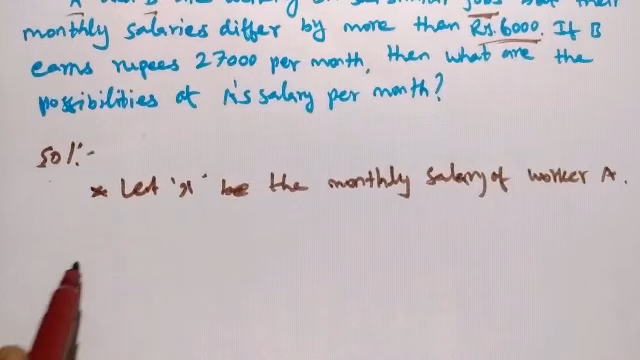 monthly salaries differ by more than Rs.6000. If B
earns rupees 27000 per month, then what are the
possibilities at A's salary per month?
Sol:-
* Let 'x' be the monthly salary of worker A.